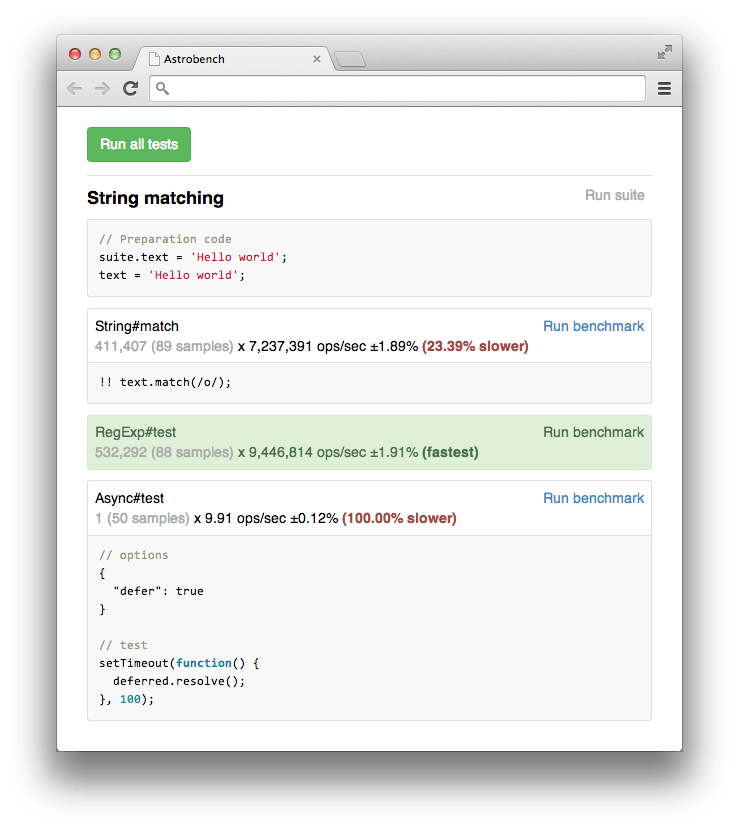 Astrobench
Run all tests
String matching
Run suite
// Preparation code
suite.text = 'Hello world';
text = 'Hello world';
String#match
Run benchmark
411,407 (89 samples) x 7,237,391 ops/sec ±1.89% (23.39% slower)
!! text.match(/o/);
RegExp#test
Run benchmark
532,292 (88 samples) x 9,446,814 ops/sec ±1.91% (fastest)
Async#test
Run benchmark
1 (50 samples) x 9.91 ops/sec ±0.12% (100.00% slower)
// options
{
  "defer": true
}
// test
setTimeout(function() {
  deferred.resolve();
}, 100);